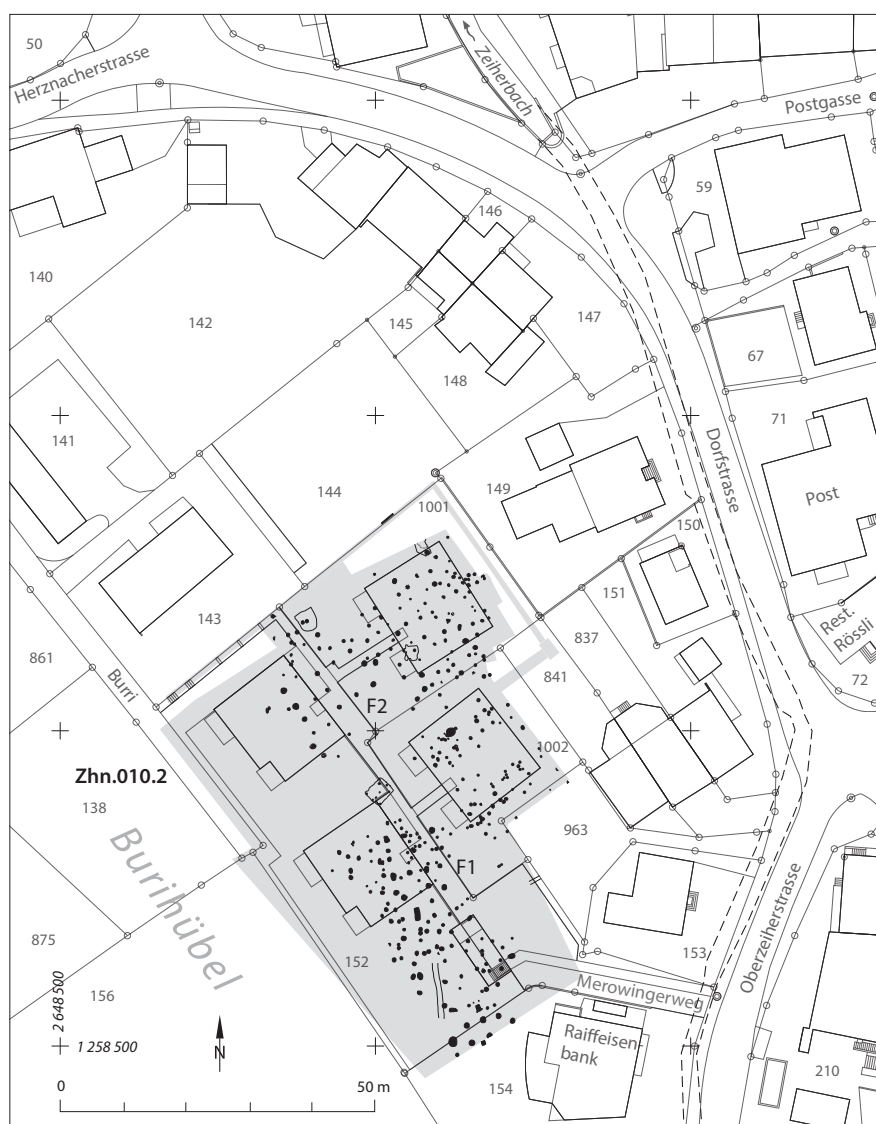 50
Herznacherstrasse
Zeiherbach
Postgasse
59
146
140
142
145
147
148
67
71
141
Dorfstrasse
144
1001
149
Post
150
151
143
837
Rest.
Rössli
861
841
72
Burri
F2
1002
Zhn.010.2
138
963
Burihübel
F1
Oberzeiherstrasse
875
152
153
156
Merowingerweg
2 648 500
1 258 500
N
Raiffeisen-
bank
154
210
0
50 m